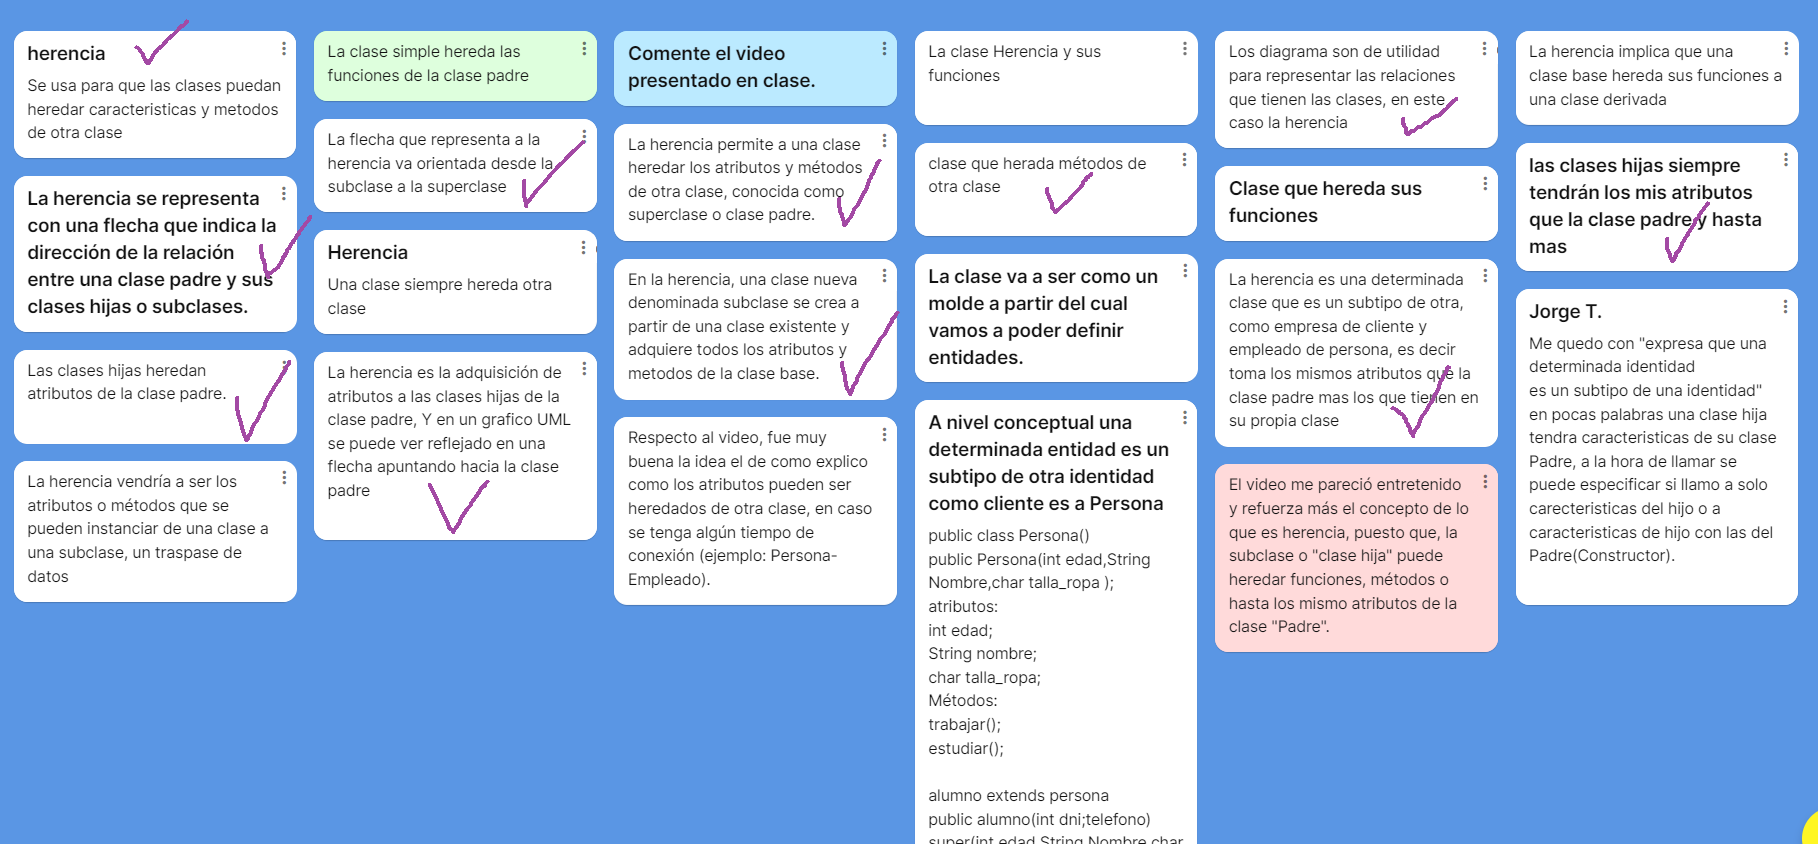 herencia
Se usa para que las clases puedan
heredar caracteristicas y metodos
de otra clase
La herencia se representa
con una flecha que indica la
dirección de la relación
entre una clase padre y sus
clases hijas o subclases.
Las clases hijas heredan
atributos de la clase padre.
La herencia vendría a ser los
atributos o métodos que se
pueden instanciar de una clase a
una subclase, un traspase de
datos
La clase simple hereda las
funciones de la clase padre
La flecha que representa a la
herencia va orientada desde la
subclase a la superclase
Herencia
Una clase siempre hereda otra
clase
La herencia es la adquisición de
atributos a las clases hijas de la
clase padre, Y en un grafico UML
se puede ver reflejado en una
flecha apuntando hacia la clase
padre
Comente el video
presentado en clase.
La herencia permite a una clase
heredar los atributos y métodos
de otra clase, conocida como
superclase o clase padre.
En la herencia, una clase nueva
denominada subclase se crea a
partir de una clase existente y
adquiere todos los atributos y
metodos de la clase base.
Respecto al video, fue muy
buena la idea el de como explico
como los atributos pueden ser
heredados de otra clase, en caso
se tenga algún tiempo de
conexión (ejemplo: Persona-
Empleado).
La clase Herencia y sus
funciones
clase que herada métodos de
otra clase
La clase va a ser como un
molde a partir del cual
vamos a poder definir
entidades.
A nivel conceptual una
determinada entidad es un
subtipo de otra identidad
como cliente es a Persona
public class Persona()
public Persona(int edad,String
Nombre,char talla_ropa );
atributos:
int edad;
String nombre;
char talla_ropa;
Métodos:
trabajar();
estudiar();
alumno extends persona
public alumno(int dni;telefono)
super(int edad,String Nombre,char
Los diagrama son de utilidad
para representar las relaciones
que tienen las clases, en este
caso la herencia
Clase que hereda sus
funciones
La herencia es una determinada
clase que es un subtipo de otra,
como empresa de cliente y
empleado de persona, es decir
toma los mismos atributos que la
clase padre mas los que tienen en
su propia clase
El video me pareció entretenido
y refuerza más el concepto de lo
que es herencia, puesto que, la
subclase o "clase hija" puede
heredar funciones, métodos o
hasta los mismo atributos de la
clase "Padre".
La herencia implica que una
clase base hereda sus funciones a
una clase derivada
las clases hijas siempre
tendrán los mis atributos
que la clase padre y hasta
mas
Jorge T.
Me quedo con "expresa que una
determinada identidad
es un subtipo de una identidad"
en pocas palabras una clase hija
tendra caracteristicas de su clase
Padre, a la hora de llamar se
puede especificar si llamo a solo
carecteristicas del hijo o a
caracteristicas de hijo con las del
Padre(Constructor).